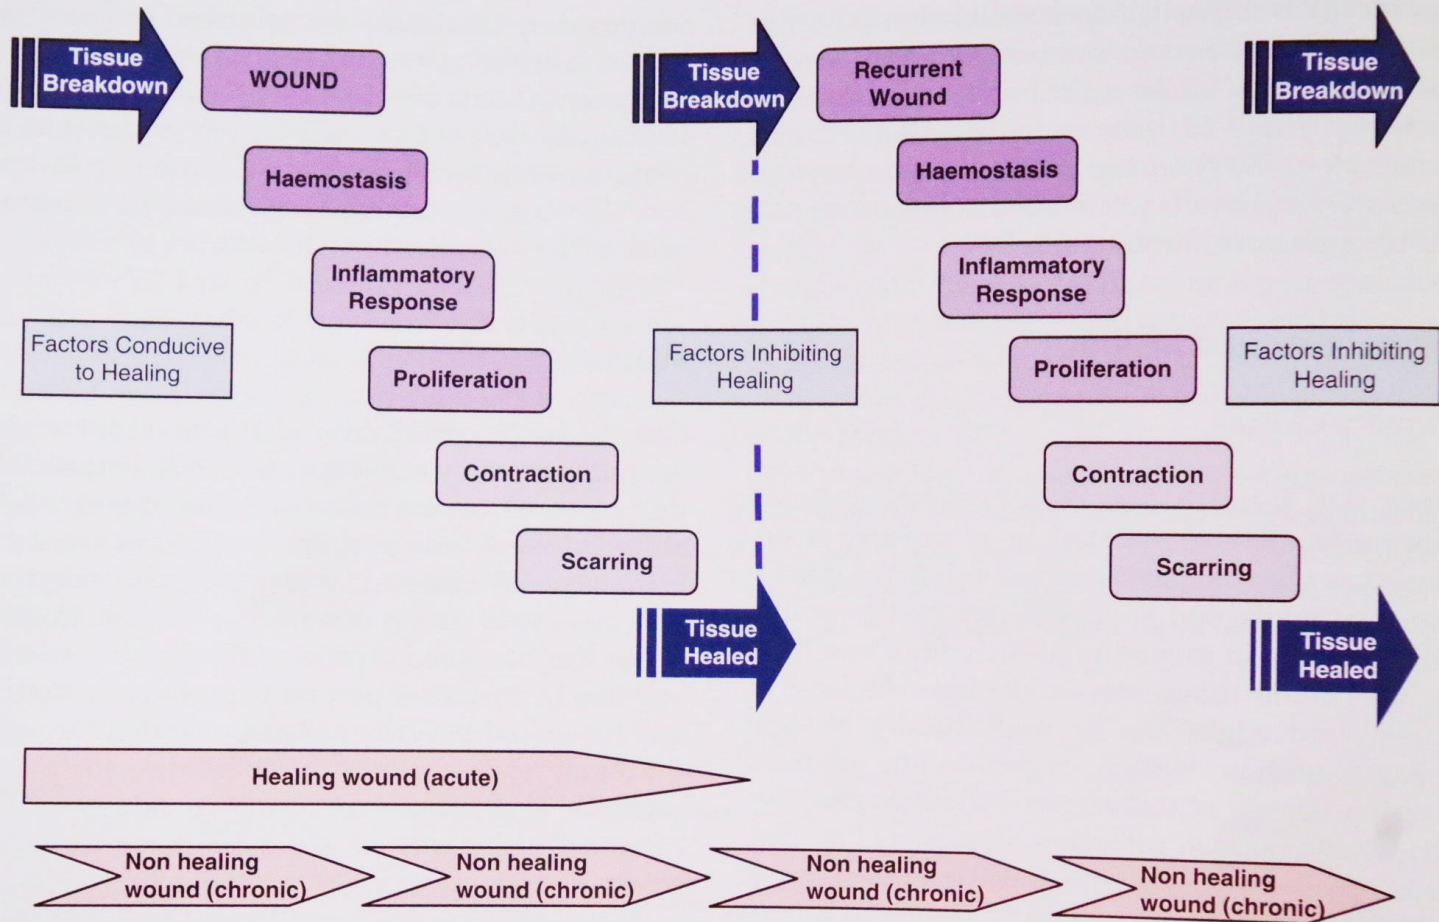 Tissue
Breakdown
WOUND
Haemostasis
Inflammatory
Response
Factors Conducive
to Healing
Proliferation
Contraction
Scarring
Tissue
Breakdown
Factors Inhibiting
Healing
Tissue
Healed
Recurrent
Wound
Haemostasis
Inflammatory
Response
Proliferation
Contraction
Scarring
Tissue
Breakdown
Factors Inhibiting
Healing
Tissue
Healed
Healing wound (acute)
Non healing
wound (chronic)
Non healing
wound (chronic)
Non healing
wound (chronic)
Non healing
wound (chronic)